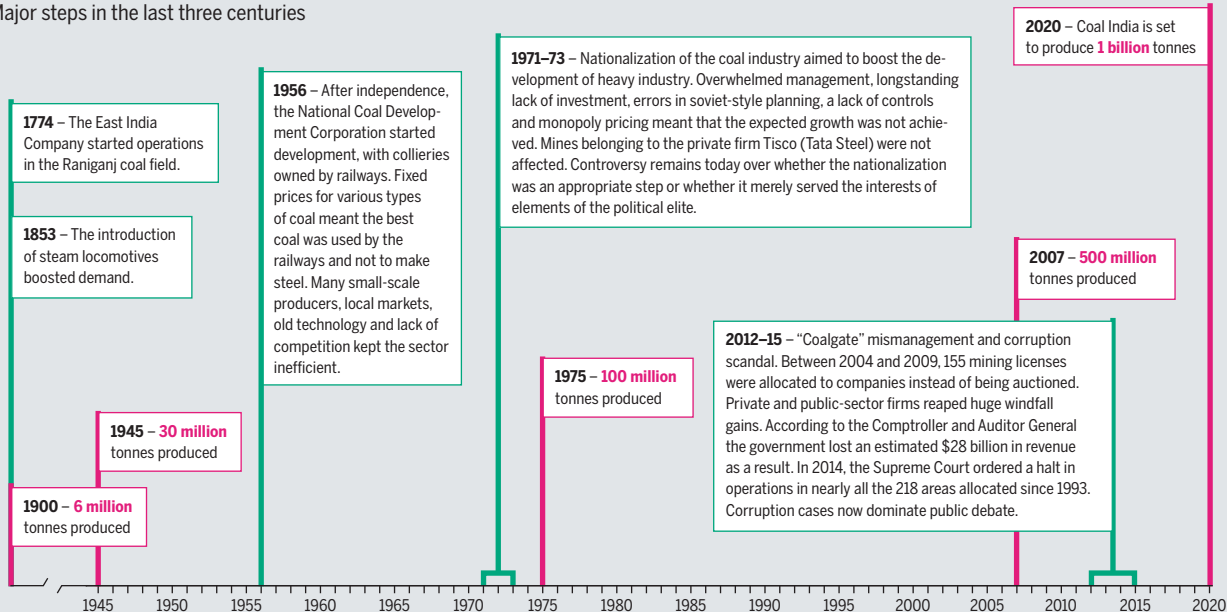 Major steps in the last three centuries
1774 – The East India
Company started operations
in the Raniganj coal field.
1853 – The introduction
of steam locomotives
boosted demand.
1900 – 6 million
tonnes produced
1945 – 30 million
tonnes produced
1956 – After independence,
the National Coal Develop-
ment Corporation started
development, with collieries
owned by railways. Fixed
prices for various types
of coal meant the best
coal was used by the
railways and not to make
steel. Many small-scale
producers, local markets,
old technology and lack of
competition kept the sector
inefficient.
1971–73 – Nationalization of the coal industry aimed to boost the de-
velopment of heavy industry. Overwhelmed management, longstanding
lack of investment, errors in soviet-style planning, a lack of controls
and monopoly pricing meant that the expected growth was not achie-
ved. Mines belonging to the private firm Tisco (Tata Steel) were not
affected. Controversy remains today over whether the nationalization
was an appropriate step or whether it merely served the interests of
elements of the political elite.
1975 – 100 million
tonnes produced
2007 – 500 million
tonnes produced
2012–15 – “Coalgate” mismanagement and corruption
scandal. Between 2004 and 2009, 155 mining licenses
were allocated to companies instead of being auctioned.
Private and public-sector firms reaped huge windfall
gains. According to the Comptroller and Auditor General
the government lost an estimated $28 billion in revenue
as a result. In 2014, the Supreme Court ordered a halt in
operations in nearly all the 218 areas allocated since 1993.
Corruption cases now dominate public debate.
2020 – Coal India is set
to produce 1 billion tonnes
1945 1950 1955 1960 1965 1970 1975 1980 1985 1990 1995 2000 2005 2010 2015 2020